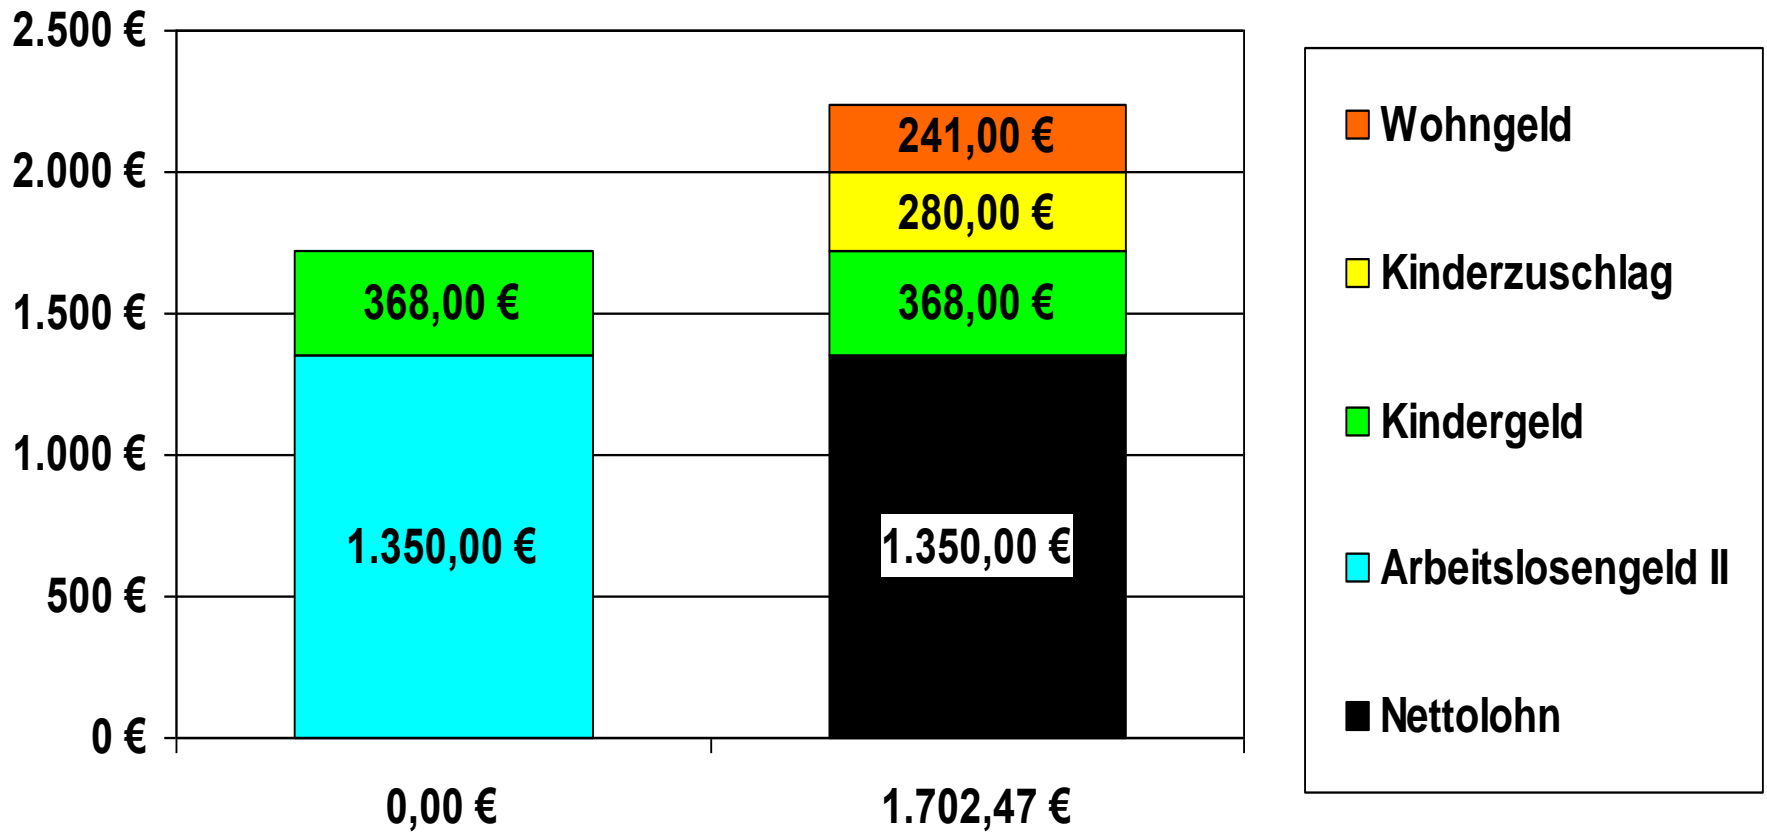 2.500 €
2.000 €
1.500 €
1.000 €
500 €
0 €
368,00 €
1.350,00 €
241,00 €
280,00 €
368,00 €
1.350,00 €
0,00 €
1.702,47 €
Wohngeld
Kinderzuschlag
Kindergeld
Arbeitslosengeld II
Nettolohn